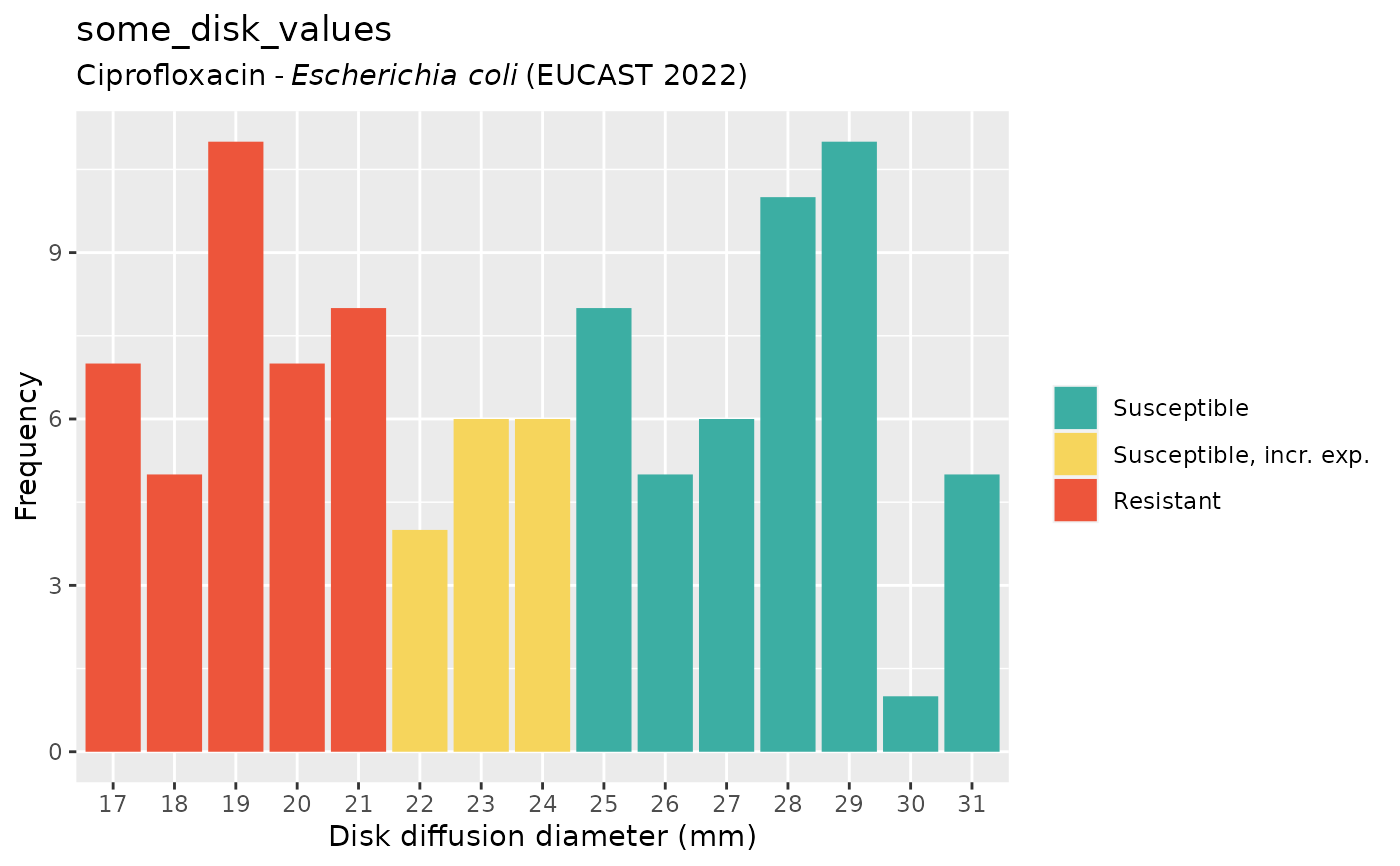 some_disk_values
Ciprofloxacin - Escherichia coli (EUCAST 2022)
Frequency
9
6
3
0
17 18 19 20 21 22 23 24 25 26 27 28 29 30 31
Disk diffusion diameter (mm)
Susceptible
Susceptible, incr. exp.
Resistant